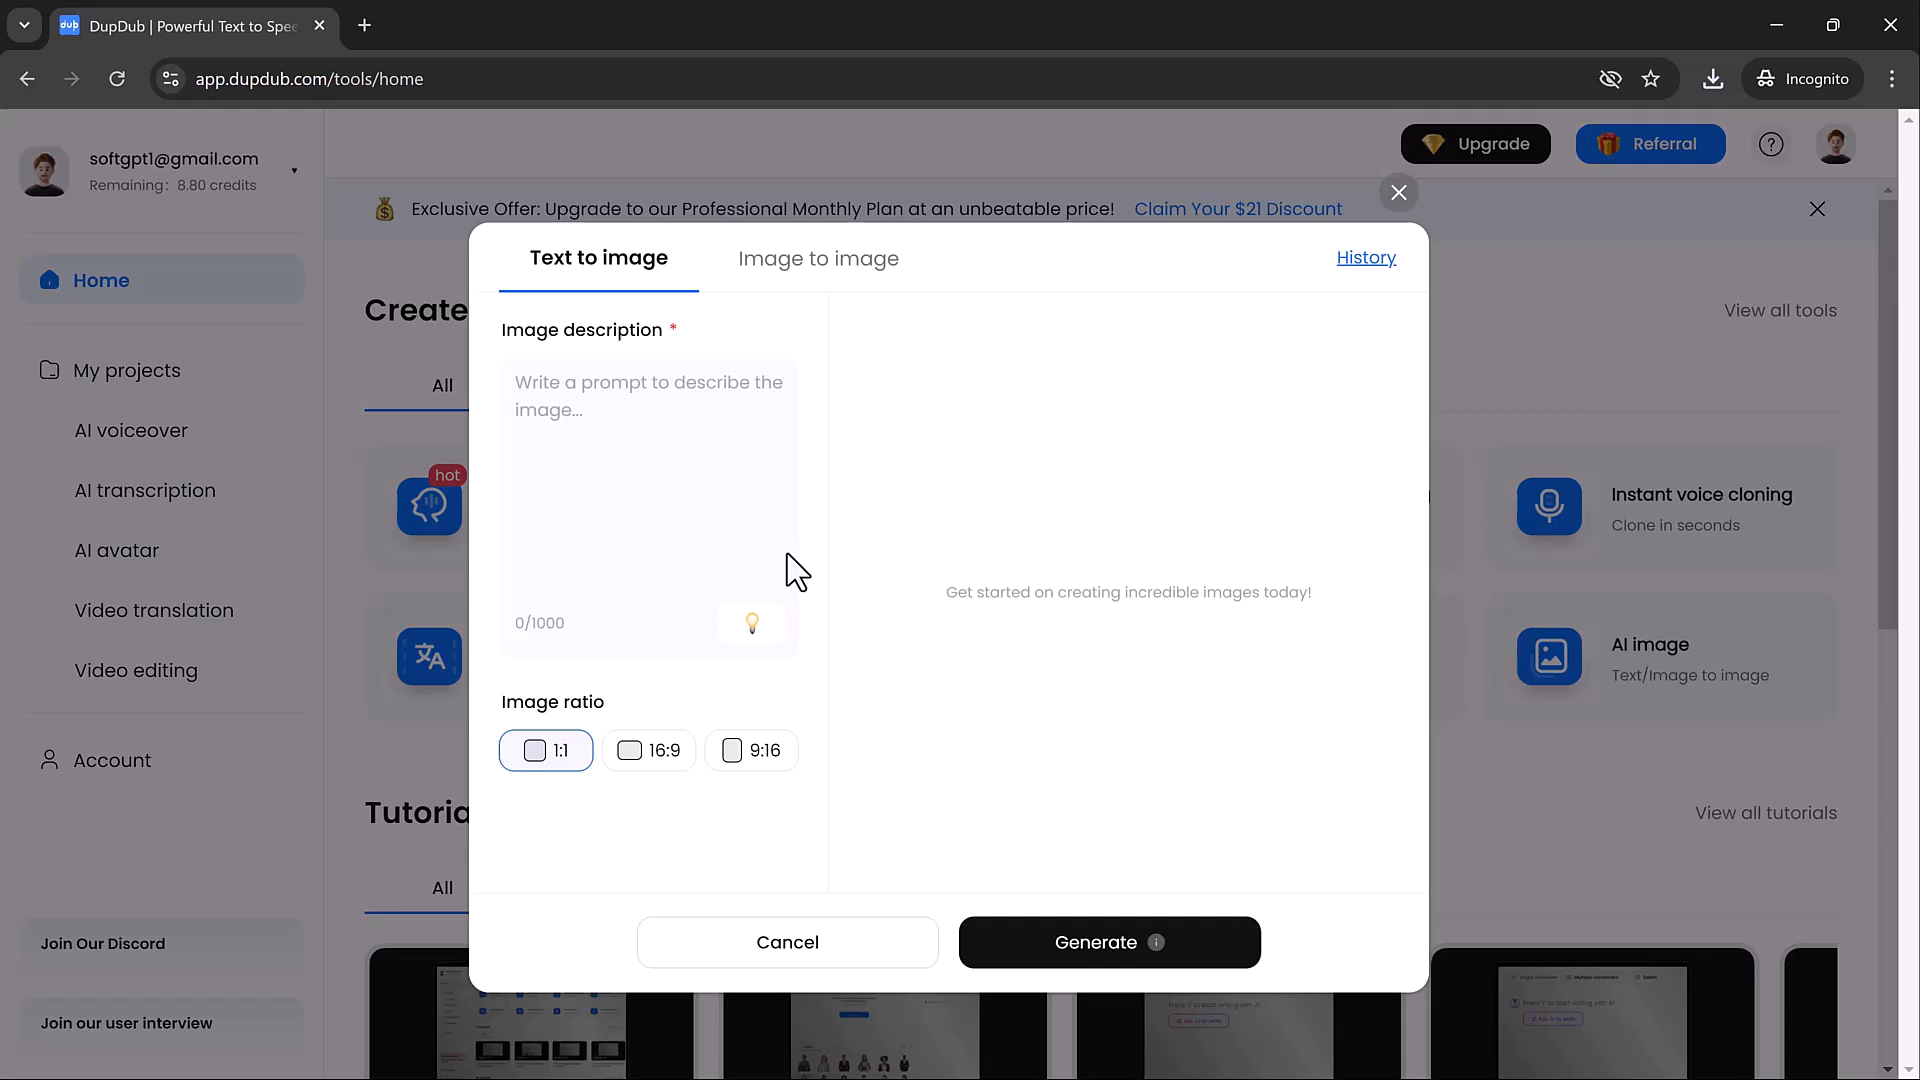 dub DupDub | Powerful Text to Spee
app.dupdub.com/tools/home
Incognito
softgpt1@gmail.com
Remaining: 8.80 credits
Upgrade
Referral
Exclusive Offer: Upgrade to our Professional Monthly Plan at an unbeatable price! Claim Your $21 Discount
Text to image
Image to image
History
Home
Create
View all tools
Image description *
My projects
All
Write a prompt to describe the
image...
AI voiceover
hot
AI transcription
Instant voice cloning
Clone in seconds
AI avatar
Get started on creating incredible images today!
Video translation
0/1000
AI image
Text/Image to image
Video editing
Image ratio
1:1
16:9
9:16
Account
Tutoria
View all tutorials
All
Join Our Discord
Cancel
Generate
Join our user interview